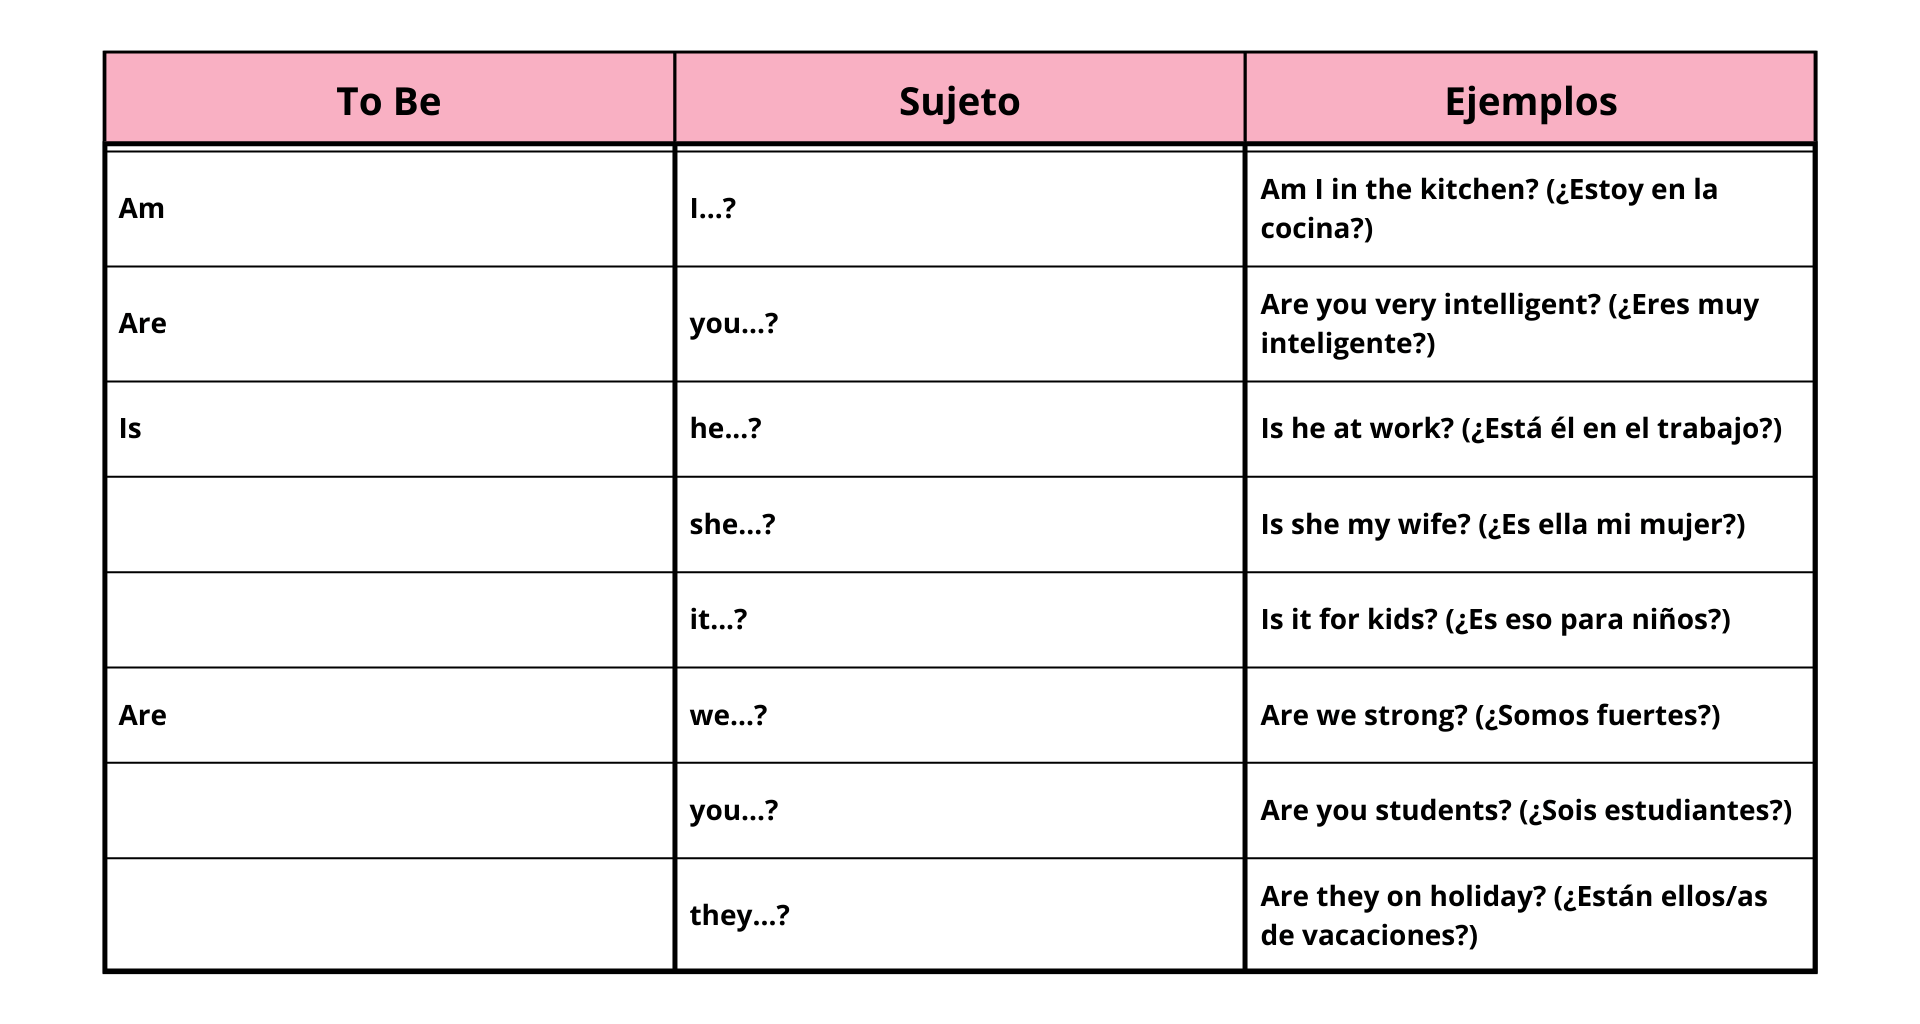 To Be Sujeto Ejemplos
Am I...? Am I in the kitchen? (¿Estoy en la
cocina?)
Are you...? Are you very intelligent? (¿Eres muy
inteligente?)
Is he...? Is he at work? (¿Está él en el trabajo?)
she...? Is she my wife? (¿Es ella mi mujer?)
it...? Is it for kids? (¿Es eso para niños?)
Are we...? Are we strong? (¿Somos fuertes?)
you...? Are you students? (¿Sois estudiantes?)
they...? Are they on holiday? (¿Están ellos/as
de vacaciones?)